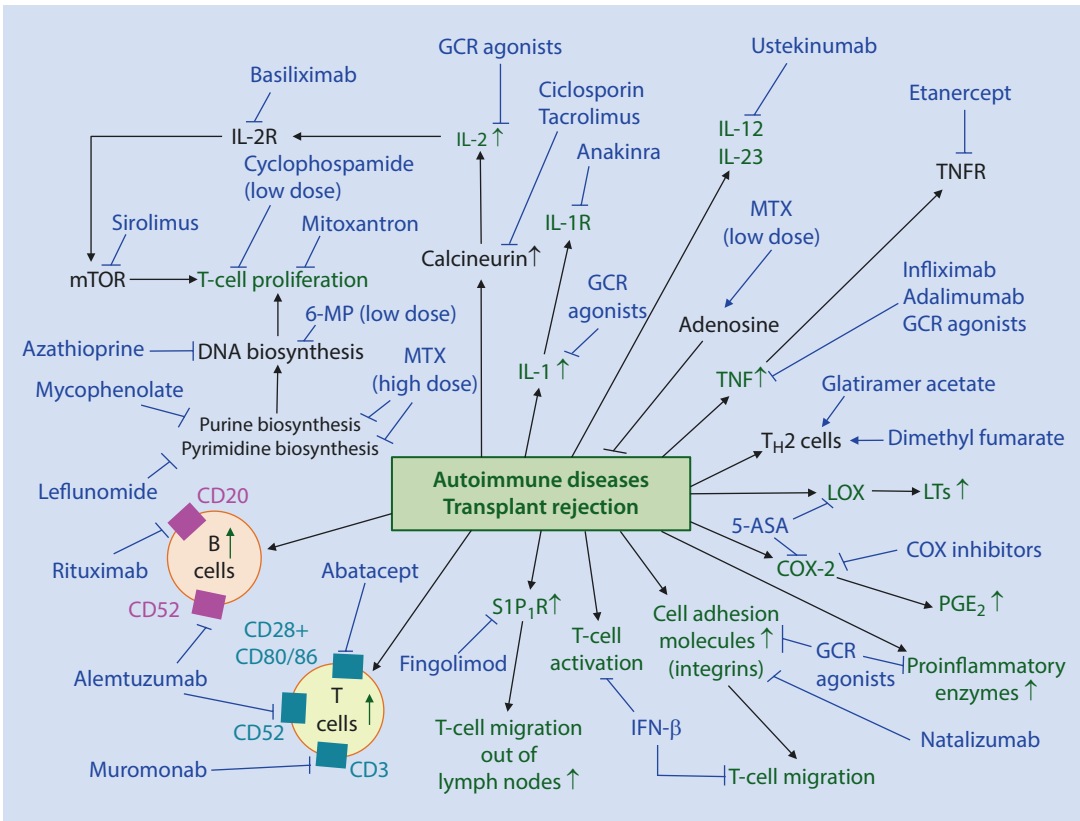 GCR agonists
Ustekinumab
Basiliximab
Ciclosporin
Tacrolimus
Etanercept
IL-2R
IL-2 ↑
IL-12
IL-23
Cyclophospamide
(low dose)
Anakinra
TNFR
Sirolimus
Mitoxantron
IL-1R
MTX
(low dose)
mTOR
T-cell proliferation
Calcineurin↑
GCR
agonists
Infliximab
Adalimumab
GCR agonists
6-MP (low dose)
Adenosine
Azathioprine
DNA biosynthesis
MTX
(high dose)
IL-1 ↑
TNF↑
Mycophenolate
Glatiramer acetate
Purine biosynthesis
Pyrimidine biosynthesis
TH2 cells
Dimethyl fumarate
Leflunomide
Autoimmune diseases
Transplant rejection
LOX
LTs ↑
CD20
5-ASA
B ↑
cells
COX-2
COX inhibitors
Rituximab
Abatacept
CD52
S1P1R↑
PGE2 ↑
CD28+
CD80/86
Fingolimod
T-cell
activation
Cell adhesion
molecules ↑
(integrins)
GCR
agonists
Proinflammatory
enzymes ↑
Alemtuzumab
T ↑
cells
CD52
T-cell migration
out of
lymph nodes ↑
IFN-β
Natalizumab
Muromonab
CD3
T-cell migration